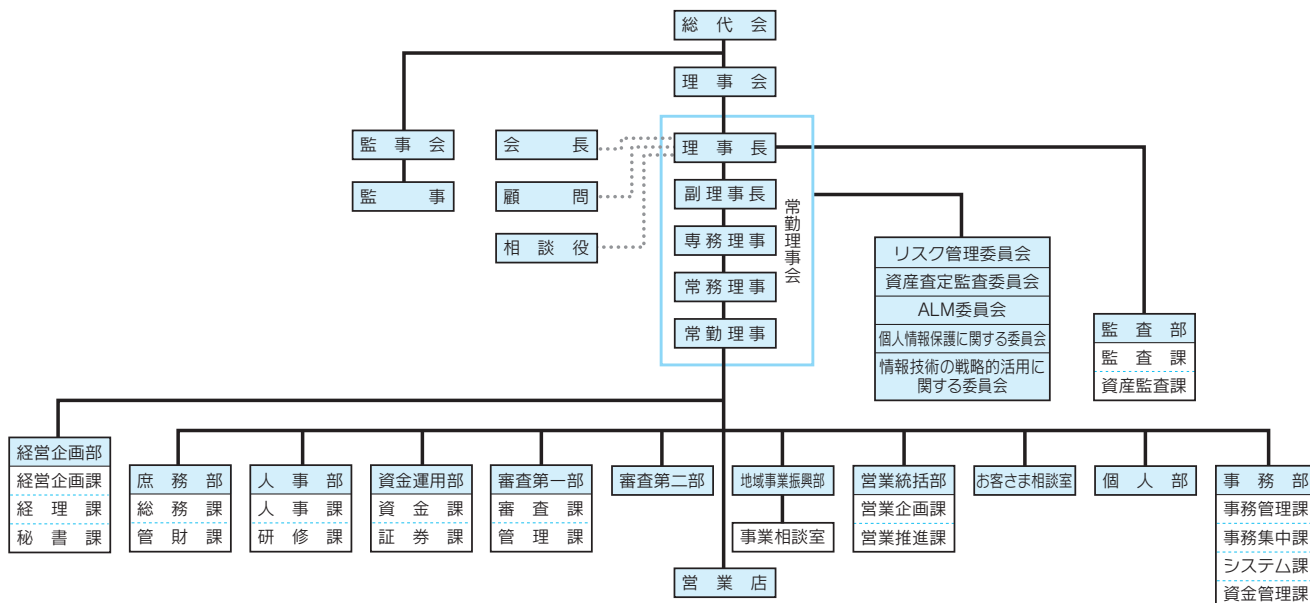 総代会
理事会
監事会
会長
理事長
監事
顧問
副理事長
相談役
専務理事
常務理事
常勤理事
常勤理事会
リスク管理委員会
資産査定監査委員会
ALM委員会
個人情報保護に関する委員会
情報技術の戦略的活用に
関する委員会
監査部
監査課
資産監査課
経営企画部
経営企画課
経理課
秘書課
庶務部
総務課
管財課
人事部
人事課
研修課
資金運用部
資金課
証券課
審査第一部
審査課
管理課
審査第二部
地域事業振興部
事業相談室
営業統括部
営業企画課
営業推進課
お客さま相談室
個人部
事務部
事務管理課
事務集中課
システム課
資金管理課
営業店